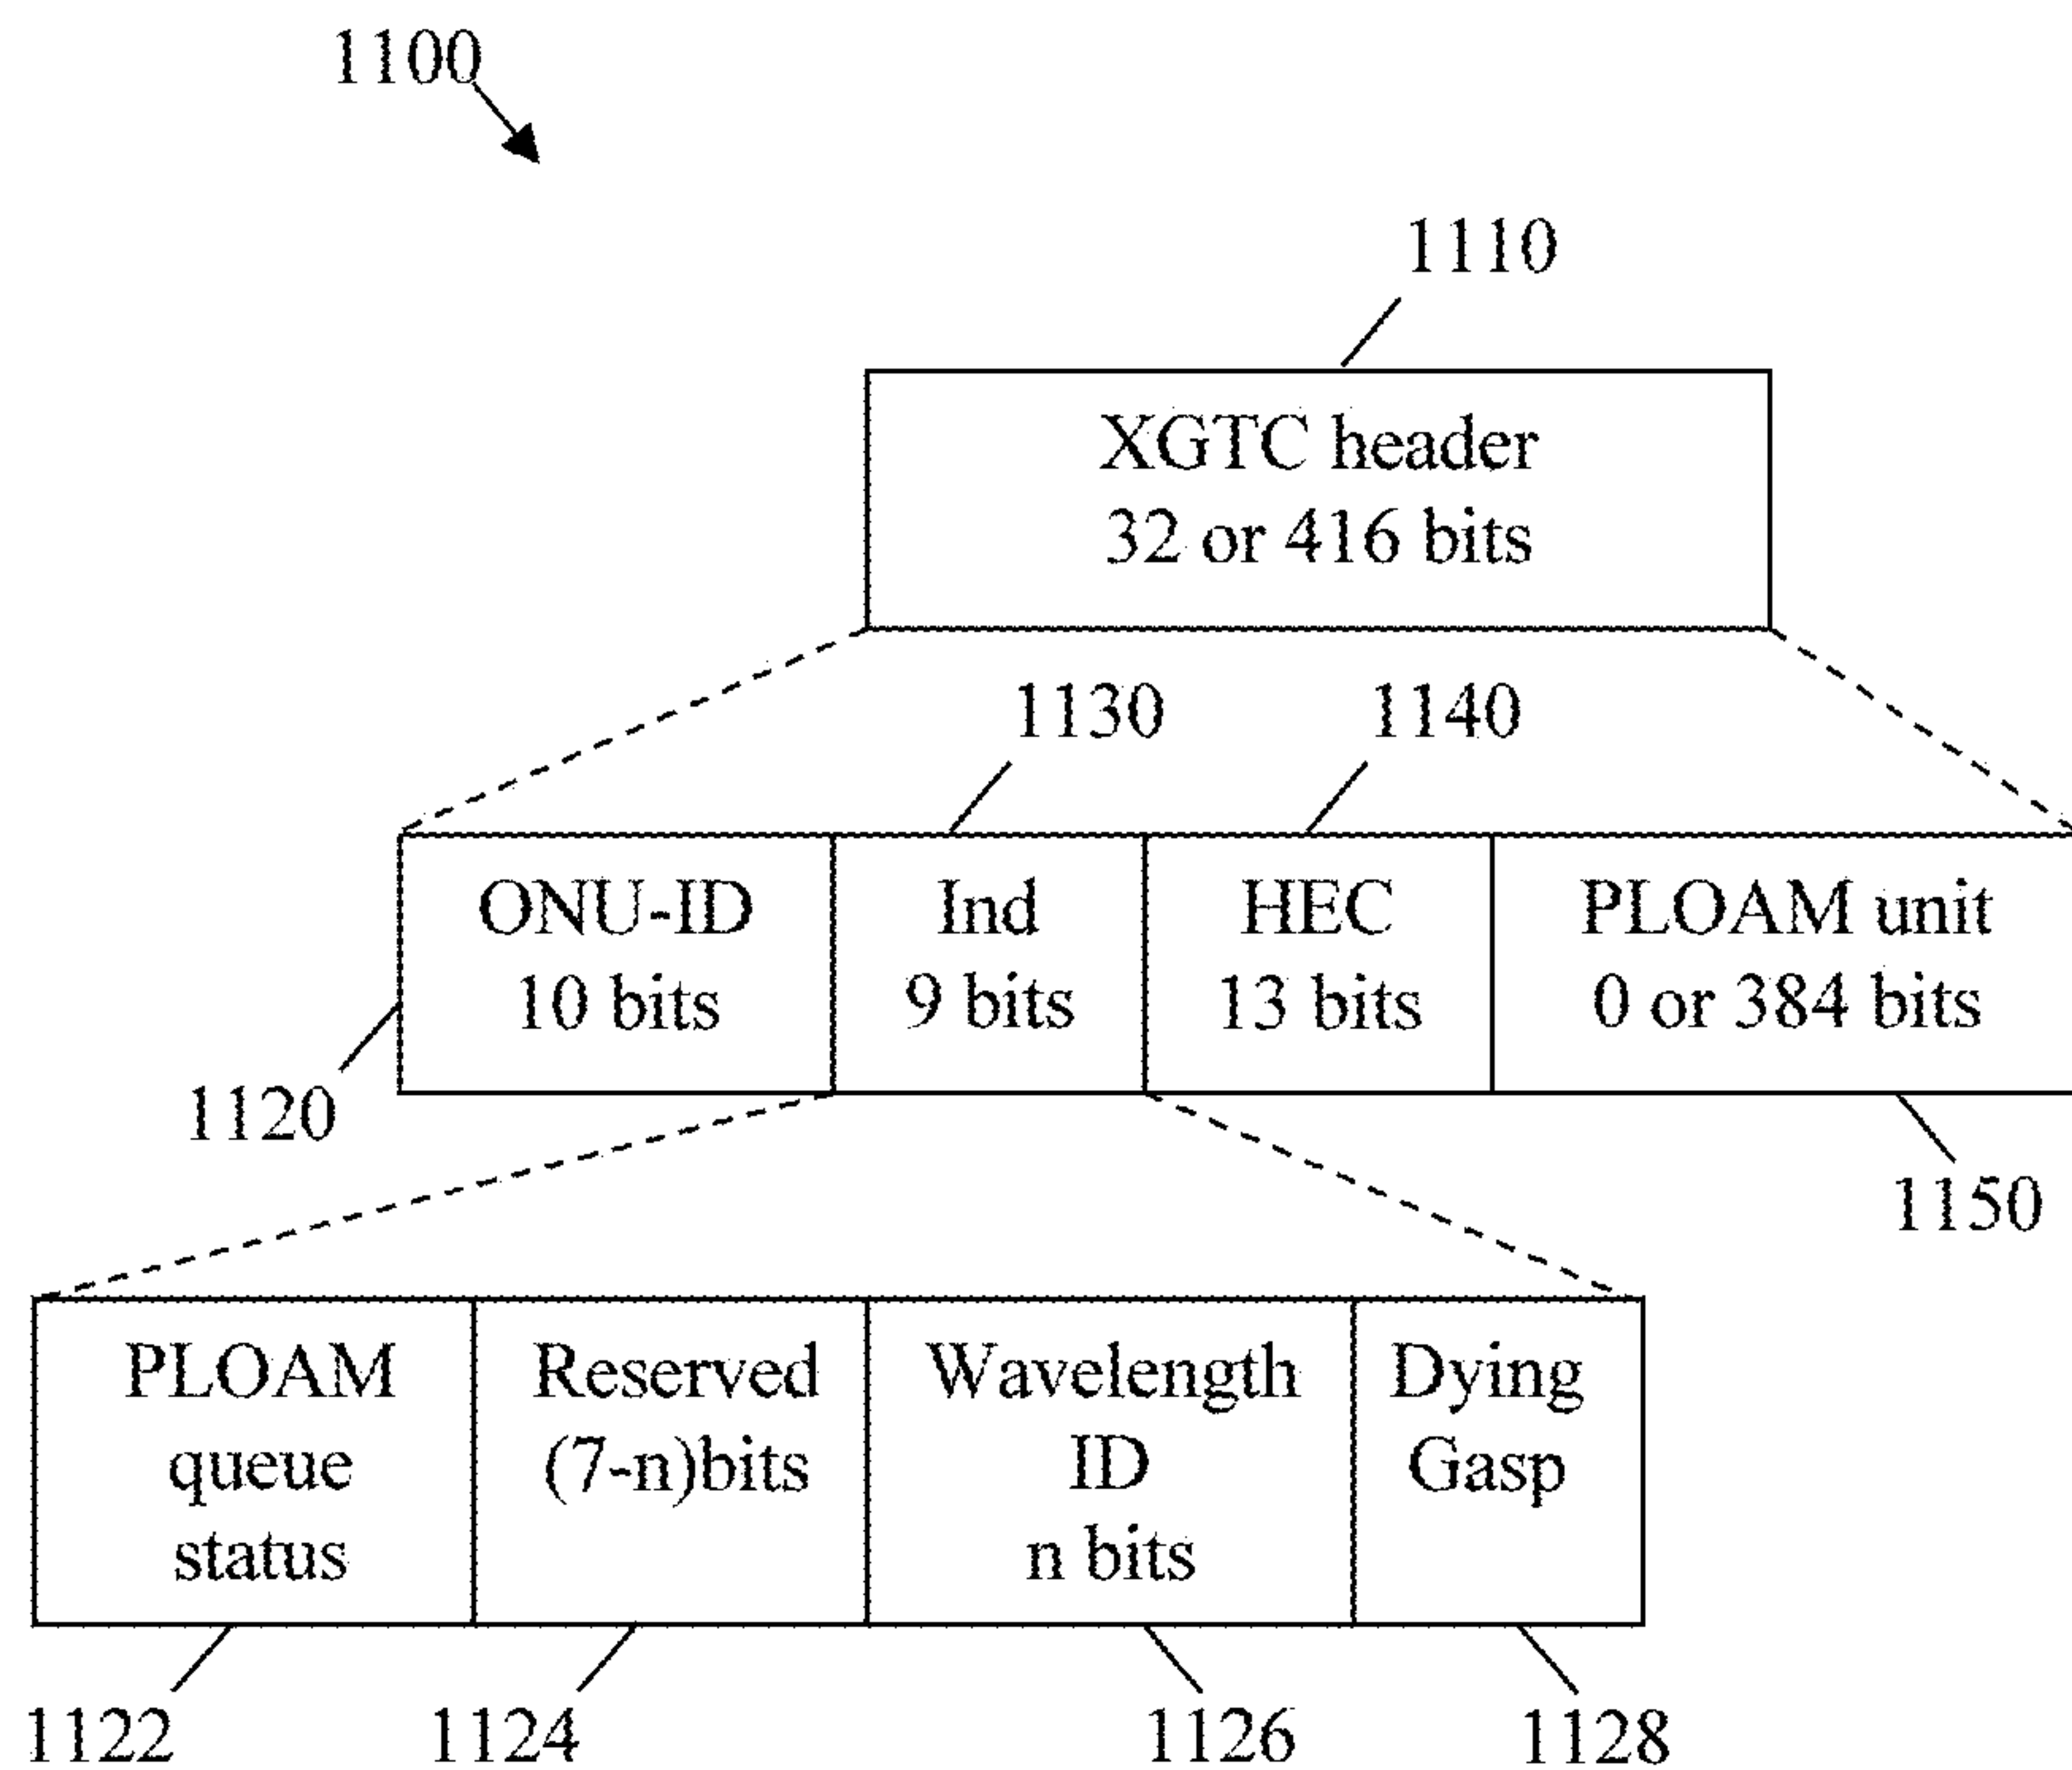 1100
1110
XGTC header
32 or 416 bits
1130
1140
ONU-ID
10 bits
Ind
9 bits
HEC
13 bits
PLOAM unit
0 or 384 bits
1120
1150
PLOAM
queue
status
Reserved
(7-n)bits
Wavelength
ID
n bits
Dying
Gasp
1122
1124
1126
1128